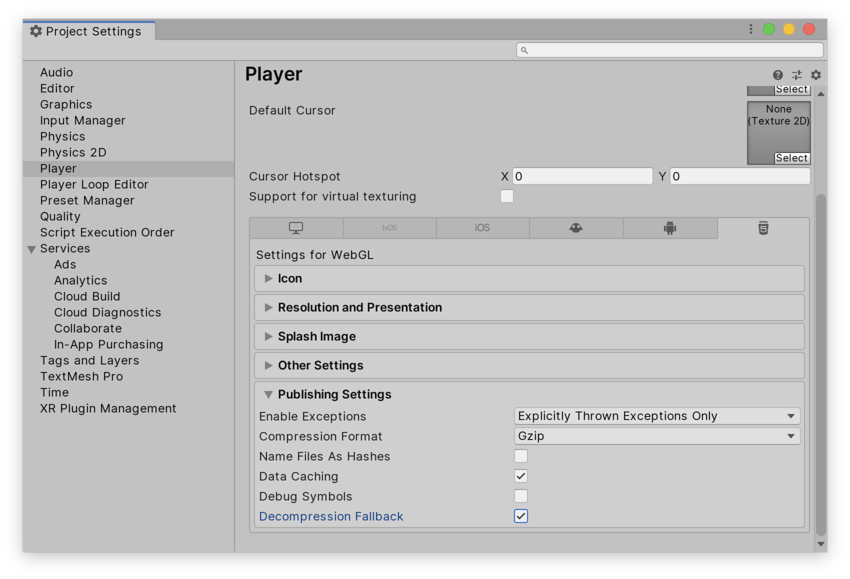 Project Settings
Audio
Editor
Graphics
Input Manager
Physics
Physics 2D
Player
Player Loop Editor
Preset Manager
Quality
Script Execution Order
Services
Ads
Analytics
Cloud Build
Cloud Diagnostics
Collaborate
In-App Purchasing
Tags and Layers
TextMesh Pro
Time
XR Plugin Management
Player
Select
Default Cursor
None
(Texture 2D)
Select
Cursor Hotspot X 0 Y 0
Support for virtual texturing
tvOS iOS 5
Settings for WebGL
Icon
Resolution and Presentation
Splash Image
Other Settings
Publishing Settings
Enable Exceptions Explicitly Thrown Exceptions Only
Compression Format Gzip
Name Files As Hashes
Data Caching
Debug Symbols
Decompression Fallback